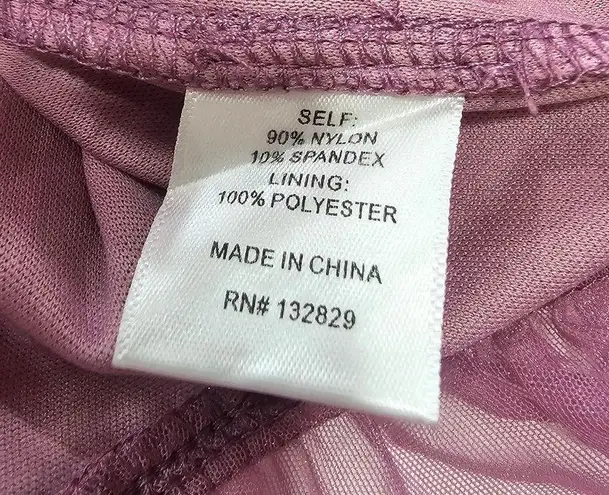 SELF:
90% NYLON
10% SPANDEX
LINING:
100% POLYESTER
MADE IN CHINA
RN# 132829